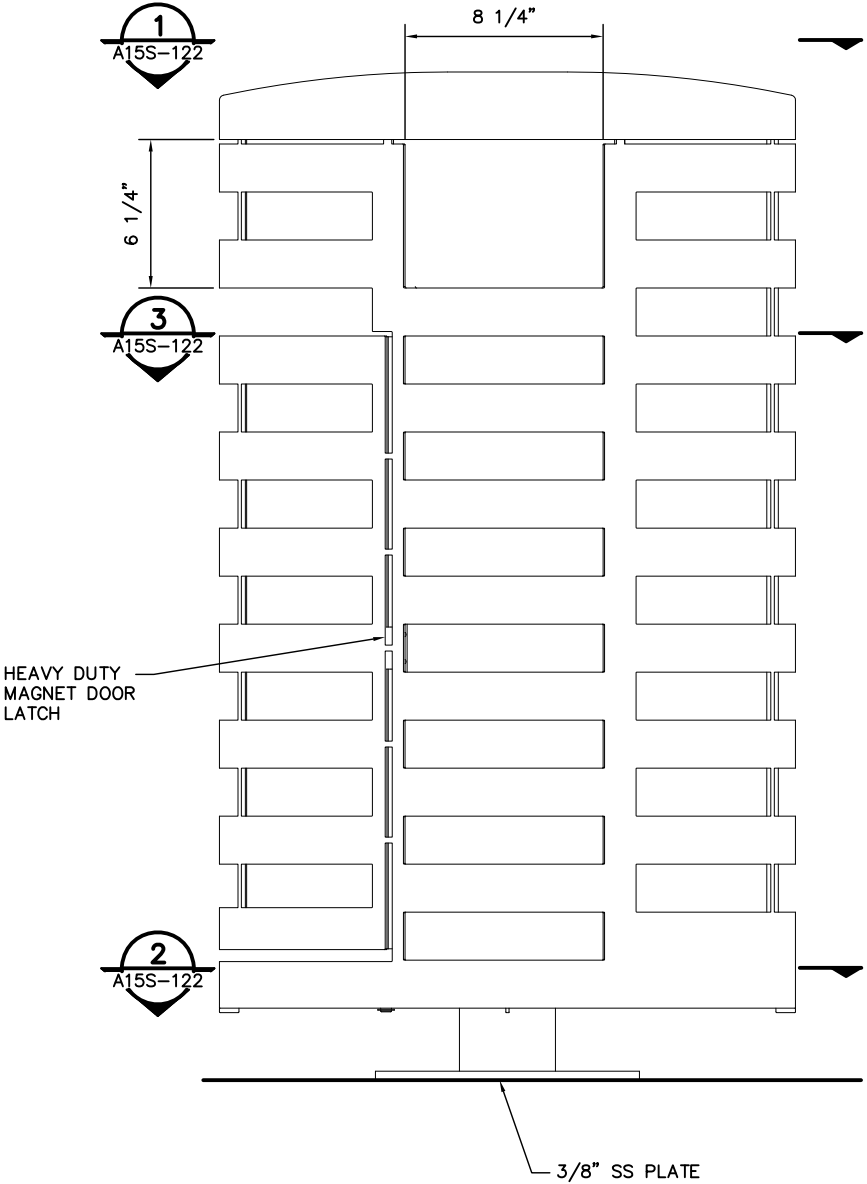 1
A15S-122
8 1/4"
6 1/4"
3
A15S-122
HEAVY DUTY
MAGNET DOOR
LATCH
2
A15S-122
3/8" SS PLATE